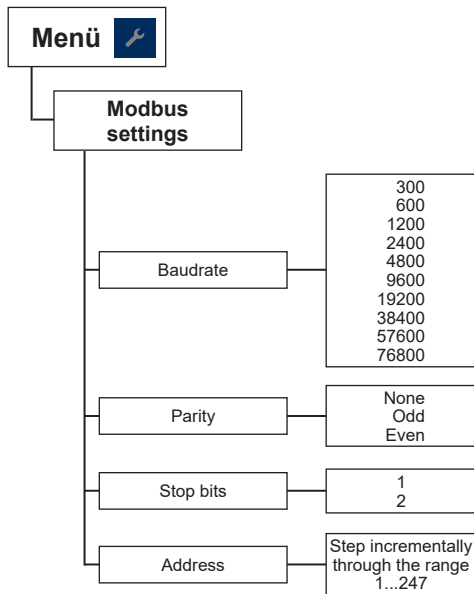 Menü
Modbus
settings
Baudrate
300
600
1200
2400
4800
9600
19200
38400
57600
76800
Parity
None
Odd
Even
Stop bits
1
2
Address
Step incrementally
through the range
1...247